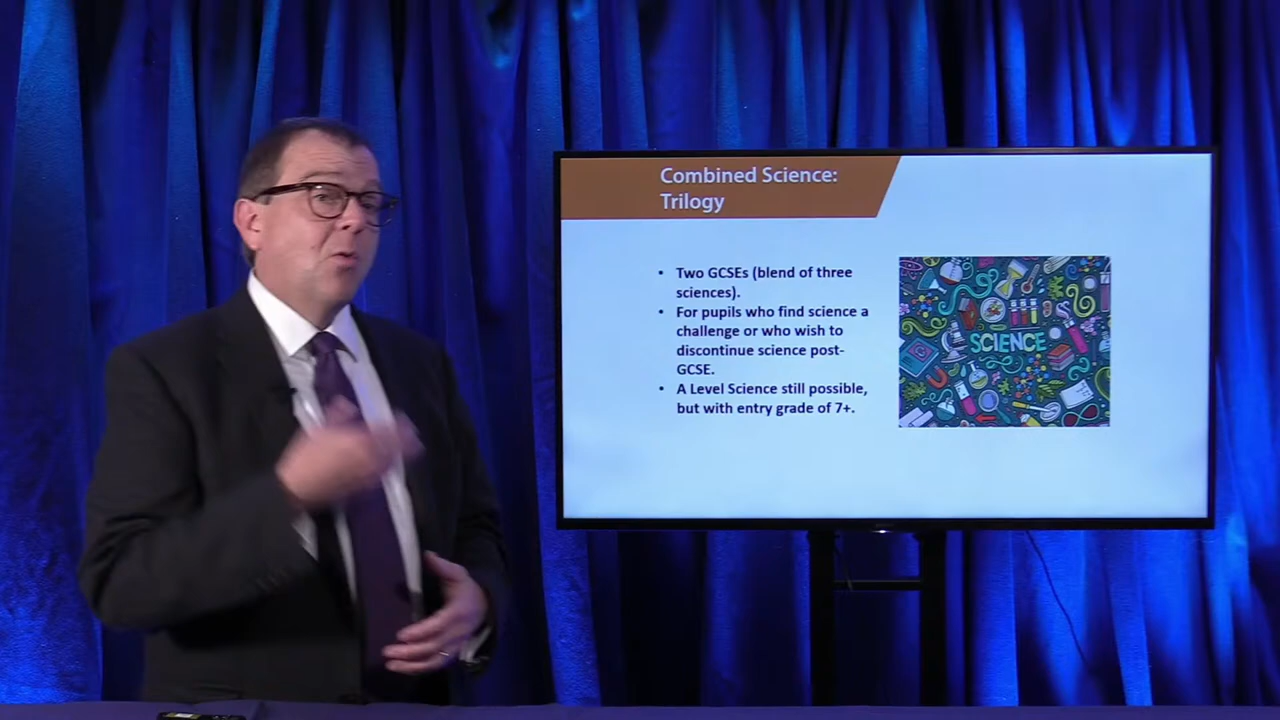 Combined Science:
Trilogy
• Two GCSEs (blend of three
sciences).
• For pupils who find science a
challenge or who wish to
discontinue science post-
GCSE.
• A Level Science still possible,
but with entry grade of 7+.
SCIENCE